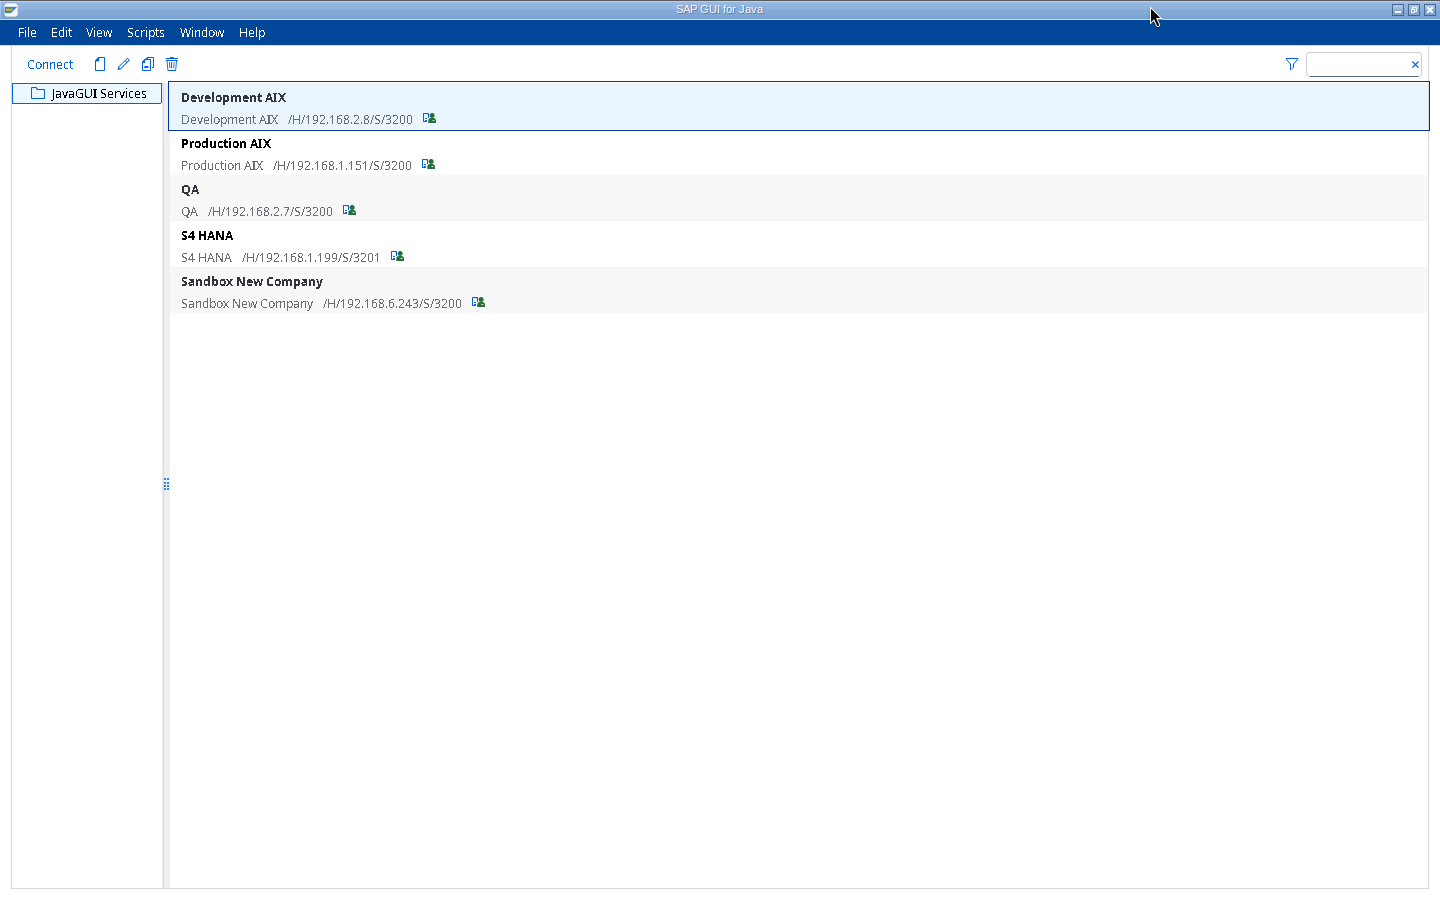 SAP GUI for Java
File Edit View Scripts Window Help
Connect
JavaGUI Services
Development AIX
Development AIX /H/192.168.2.8/S/3200
Production AIX
Production AIX /H/192.168.1.151/S/3200
QA
QA /H/192.168.2.7/S/3200
S4 HANA
S4 HANA /H/192.168.1.199/S/3201
Sandbox New Company
Sandbox New Company /H/192.168.6.243/S/3200